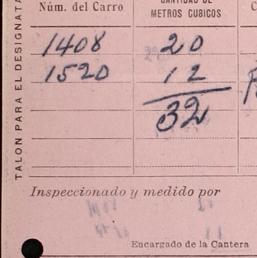 TALON PARA EL DESIGNATA
Núm. del Carro
CANTIDAD DE
METROS CUBICOS
C
1408 20
1520 12
32
Inspeccionado y medido por
Encargado de la Cantera